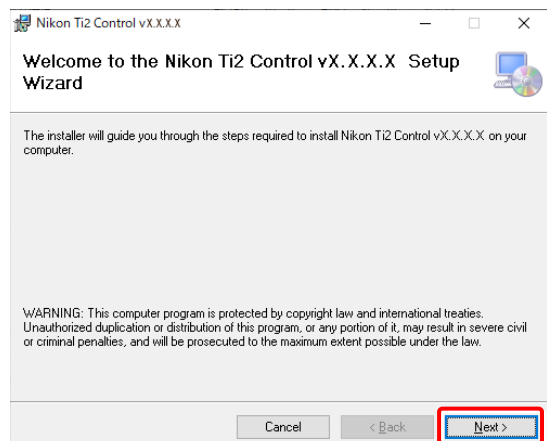 Nikon Ti2 Control vX.X.X.X
Welcome to the Nikon Ti2 Control vX.X.X.X Setup
Wizard
The installer will guide you through the steps required to install Nikon Ti2 Control vX.X.X.X on your
computer.
WARNING: This computer program is protected by copyright law and international treaties.
Unauthorized duplication or distribution of this program, or any portion of it, may result in severe civil
or criminal penalties, and will be prosecuted to the maximum extent possible under the law.
Cancel < Back Next >